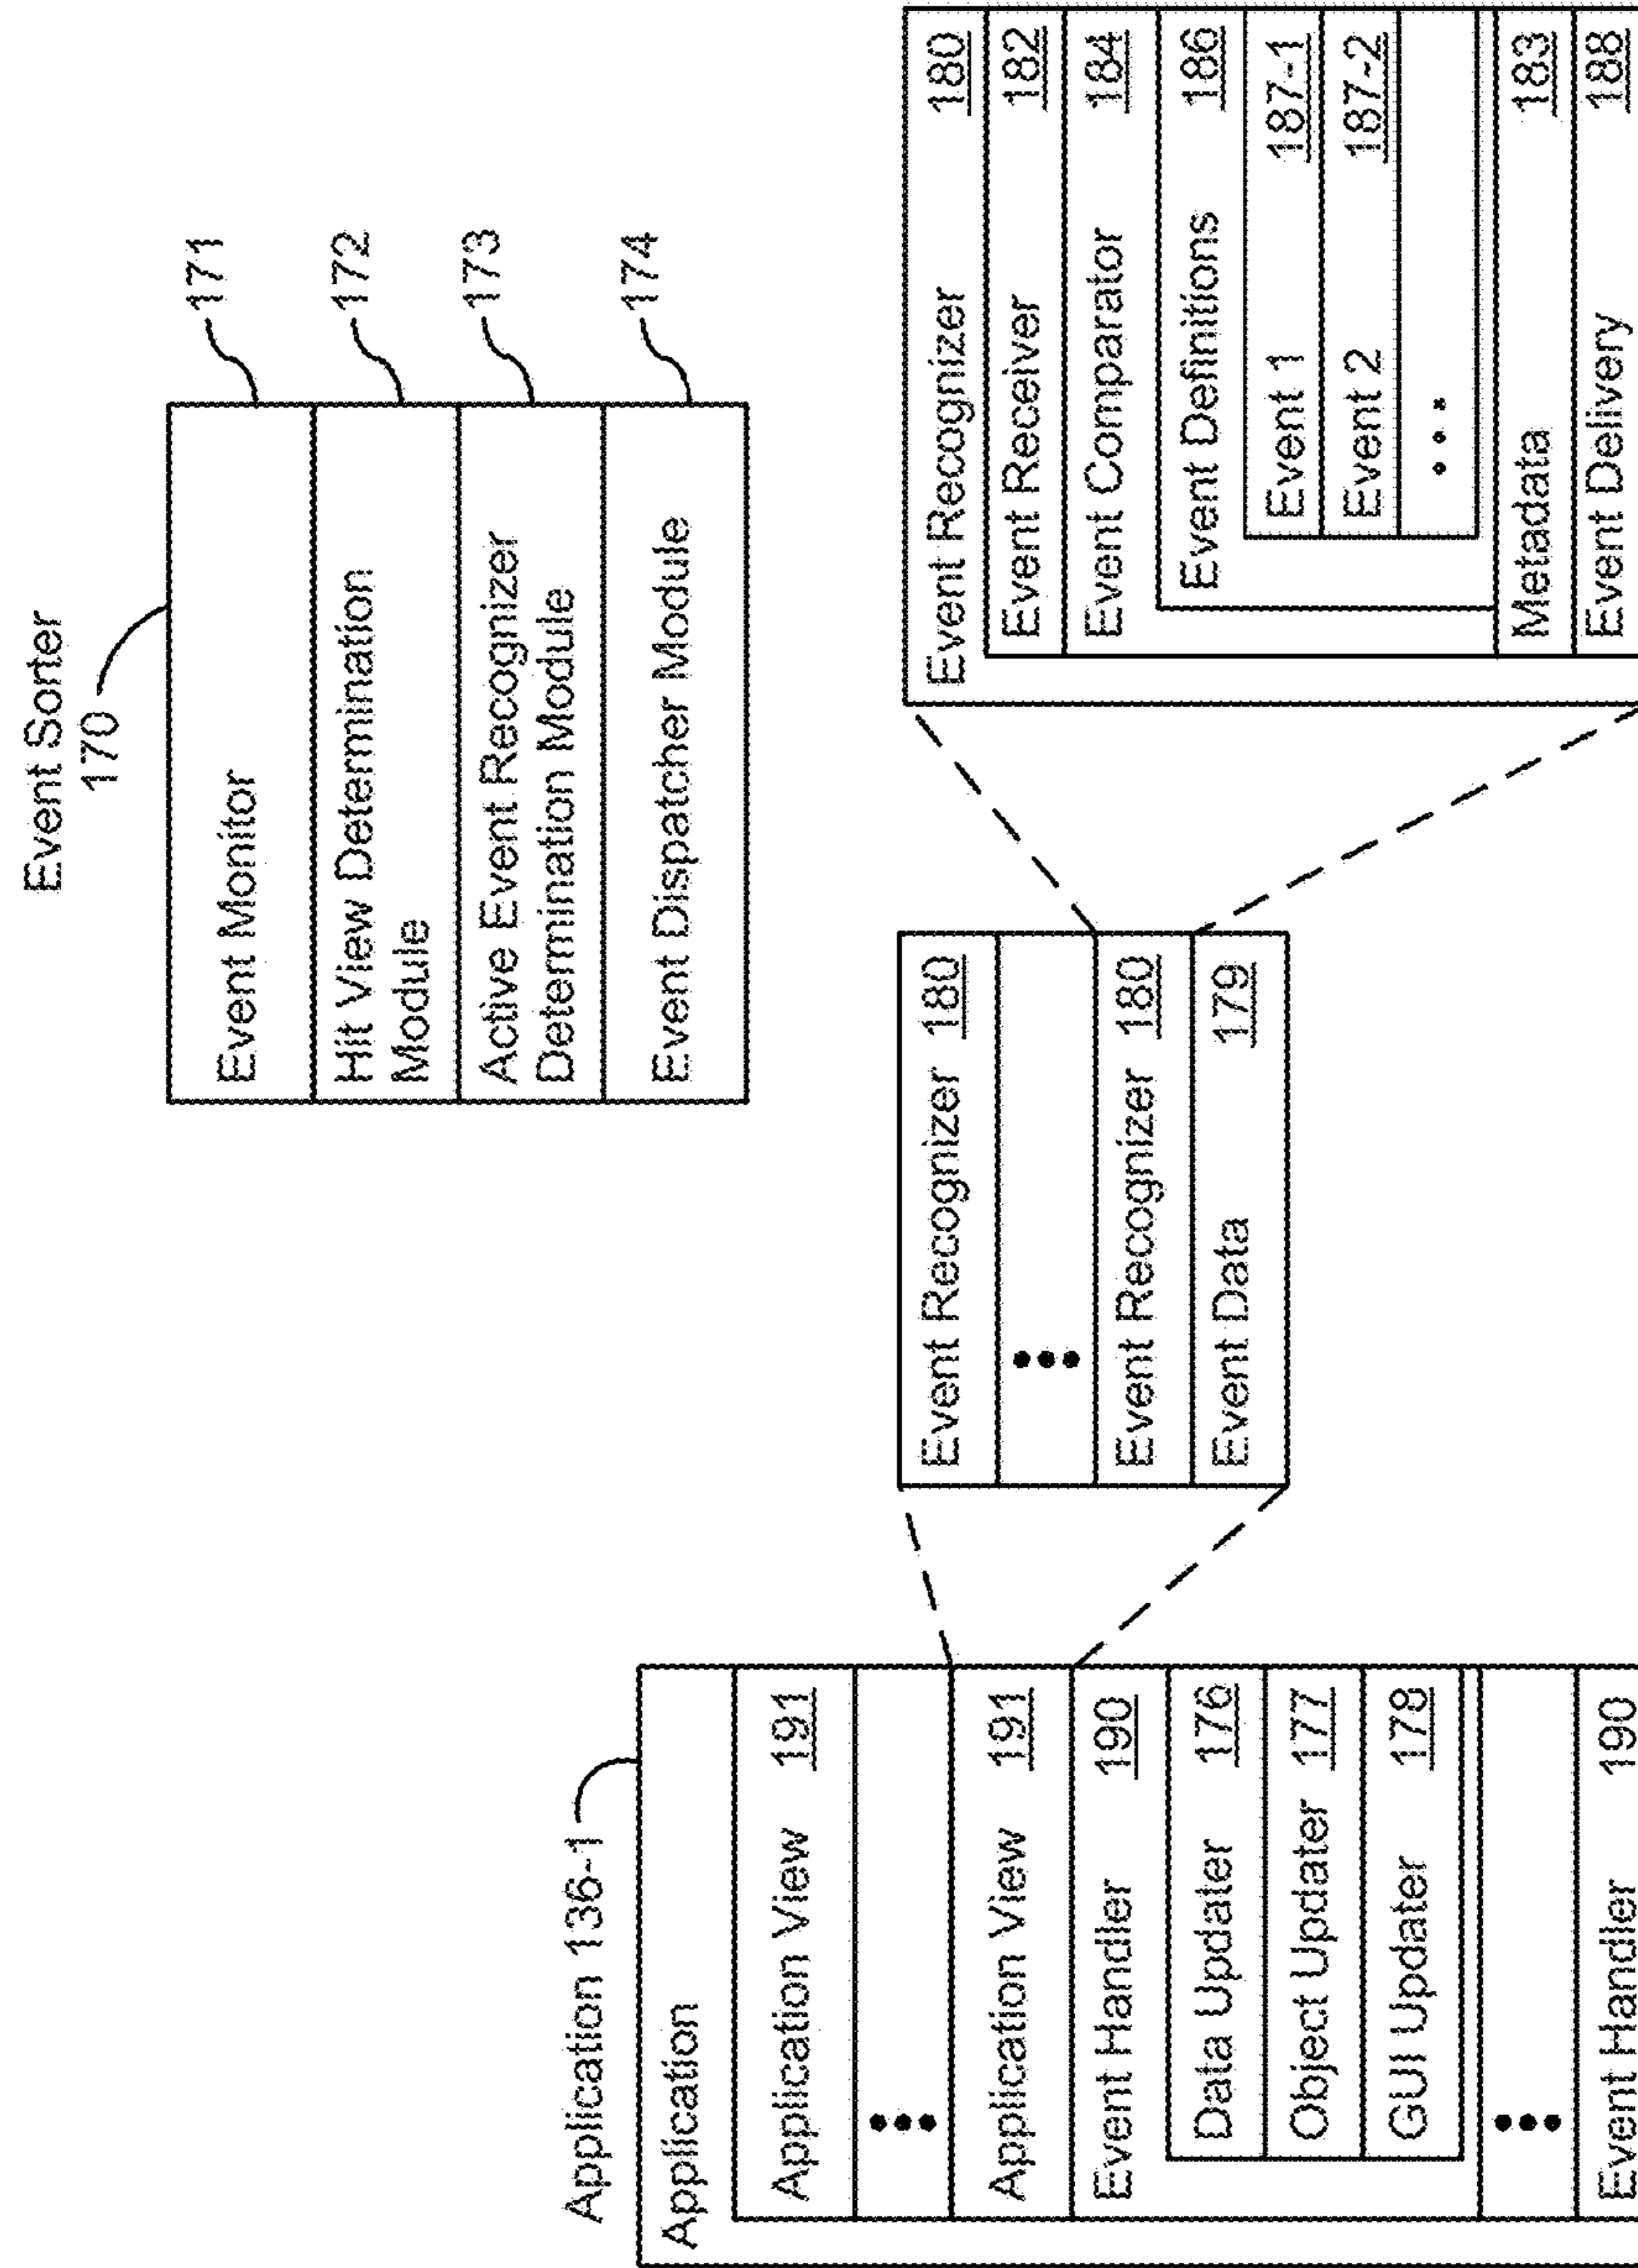 Event Sorter
170
Event Monitor
171
Hit View Determination
Module
172
Active Event Recognizer
Determination Module
173
Event Dispatcher Module
174
Application 136-1
Application
Application View 191
•••
Application View 191
Event Handler 190
Data Updater 176
Object Updater 177
GUI Updater 178
•••
Event Handler 190
Event Recognizer 180
•••
Event Recognizer 180
Event Data 179
Event Recognizer 180
Event Receiver 182
Event Comparator 184
Event Definitions 186
Event 1 187-1
Event 2 187-2
•••
Metadata 183
Event Delivery 188